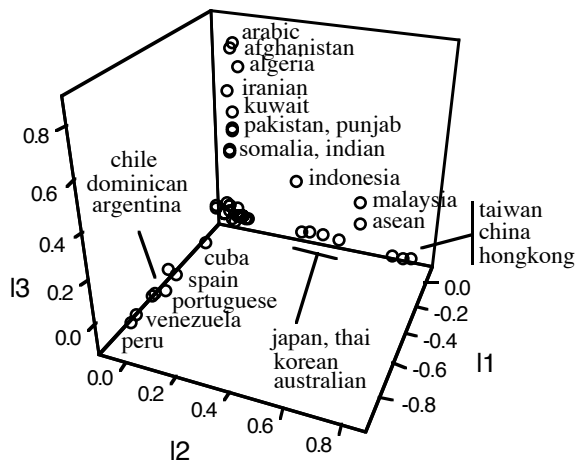 arabic
afghanistan
algeria
iranian
kuwait
pakistan, punjab
somalia, indian
indonesia
malaysia
asean
taiwan
china
hongkong
chile
dominican
argentina
cuba
spain
portuguese
venezuela
peru
japan, thai
korean
australian
l3
0.8
0.6
0.4
0.2
0.0
l2
0.0
0.2
0.4
0.6
0.8
l1
0.0
-0.2
-0.4
-0.6
-0.8